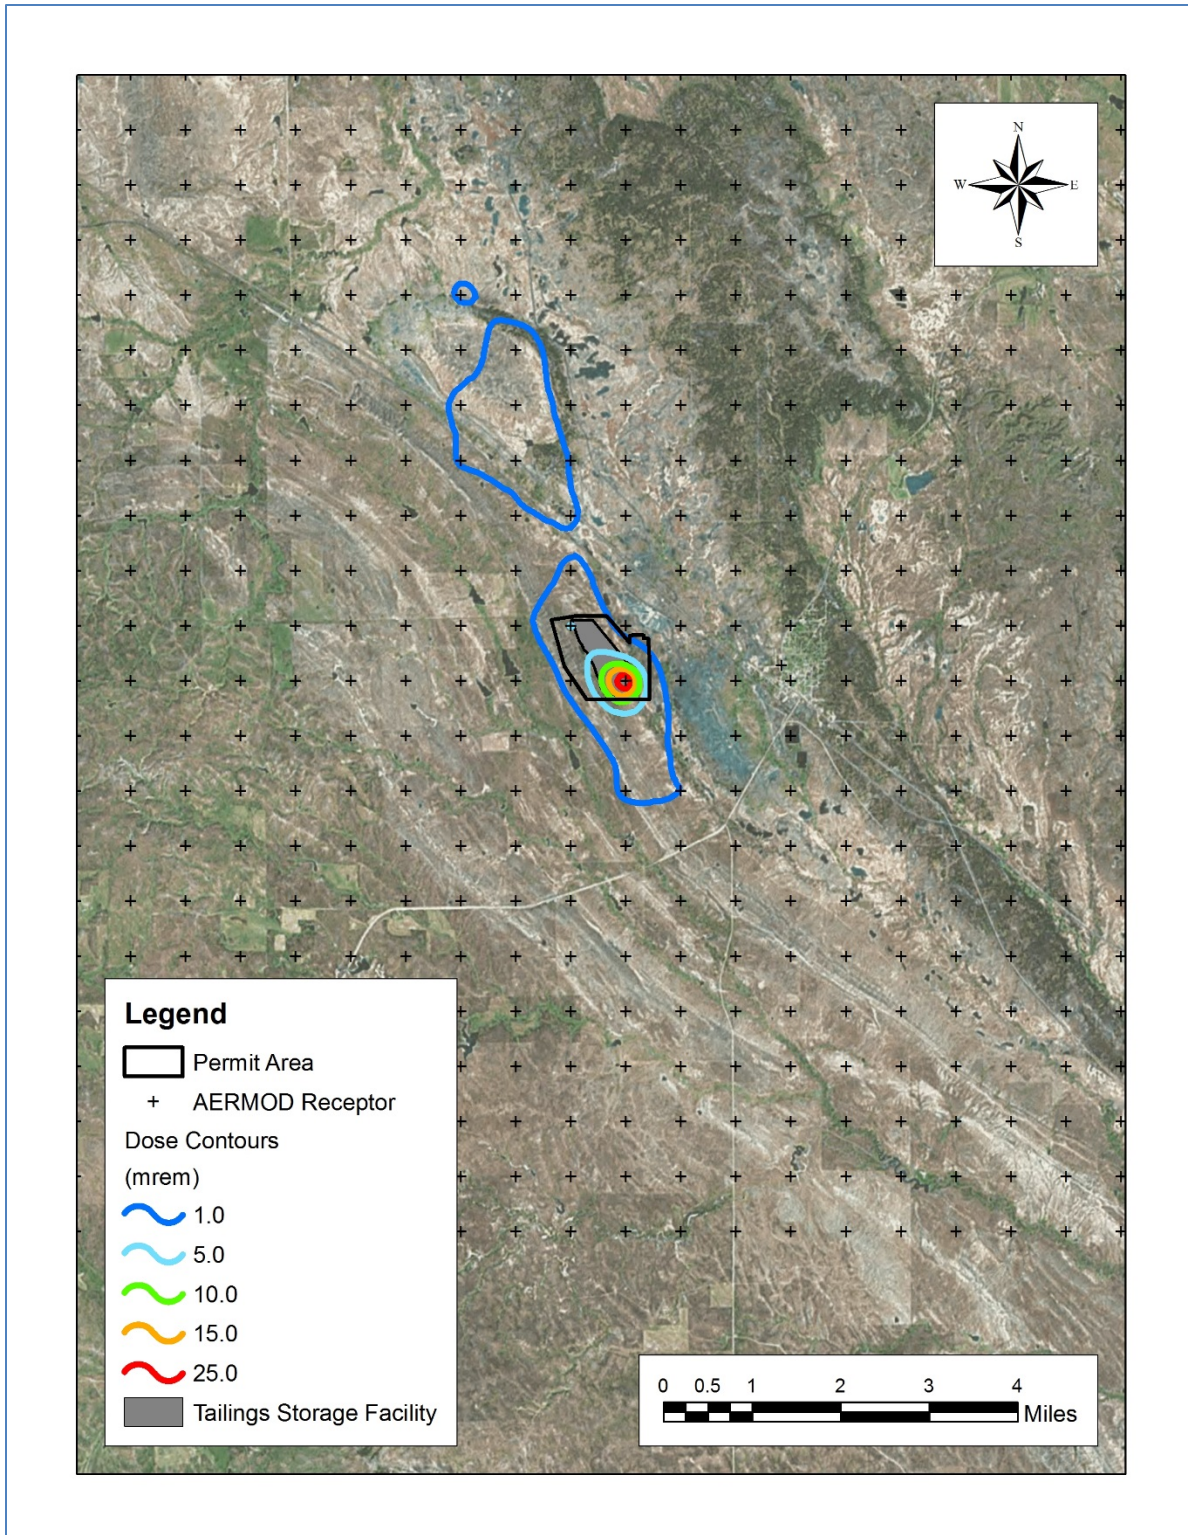 N
W E
S
Legend
Permit Area
+ AERMOD Receptor
Dose Contours
(mrem)
1.0
5.0
10.0
15.0
25.0
Tailings Storage Facility
0 0.5 1 2 3 4
Miles